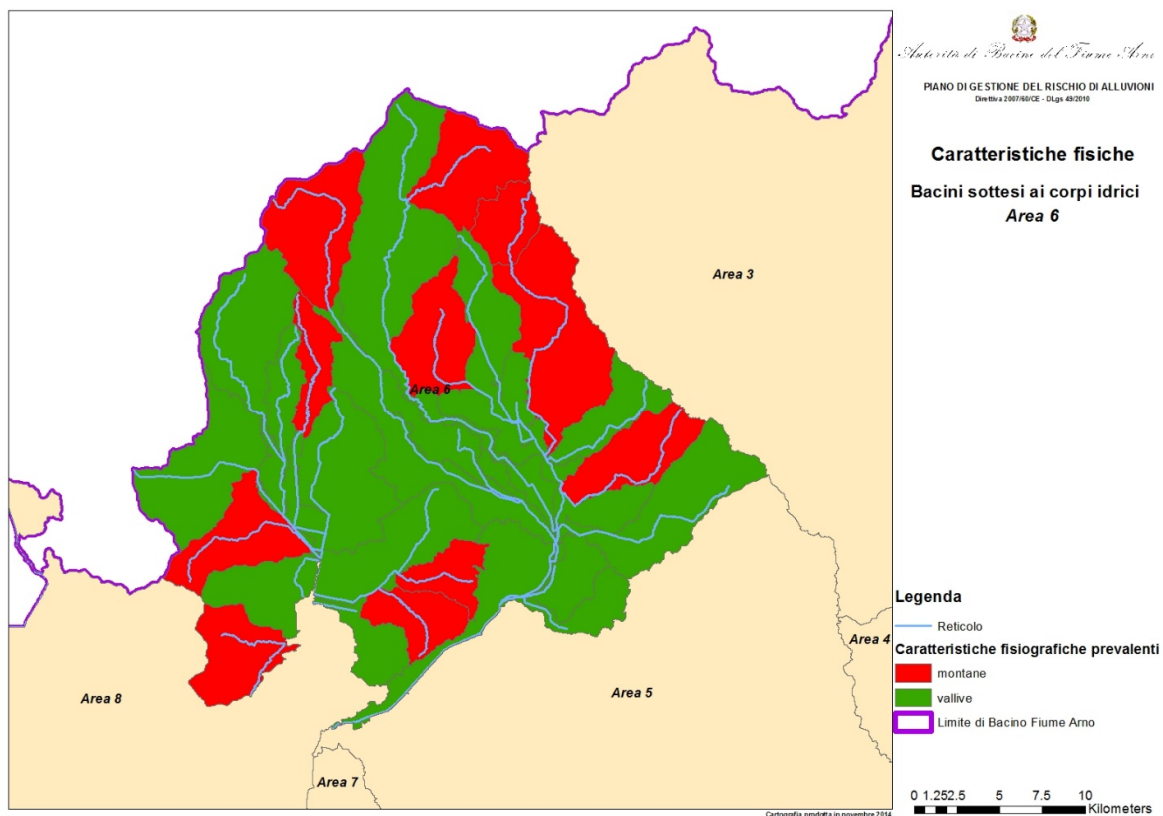 Autorità di Bacino del Fiume Arno
PIANO DI GESTIONE DEL RISCHIO DI ALLUVIONI
Direttiva 2007/60/CE - DLgs 49/2010
Caratteristiche fisiche
Bacini sottesi ai corpi idrici
Area 6
Area 3
Area 6
Area 4
Area 8
Area 5
Area 7
Legenda
Reticolo
Caratteristiche fisiografiche prevalenti
montane
vallive
Limite di Bacino Fiume Arno
0 1.252.5 5 7.5 10
Kilometers
Cartografia prodotta in novembre 2014